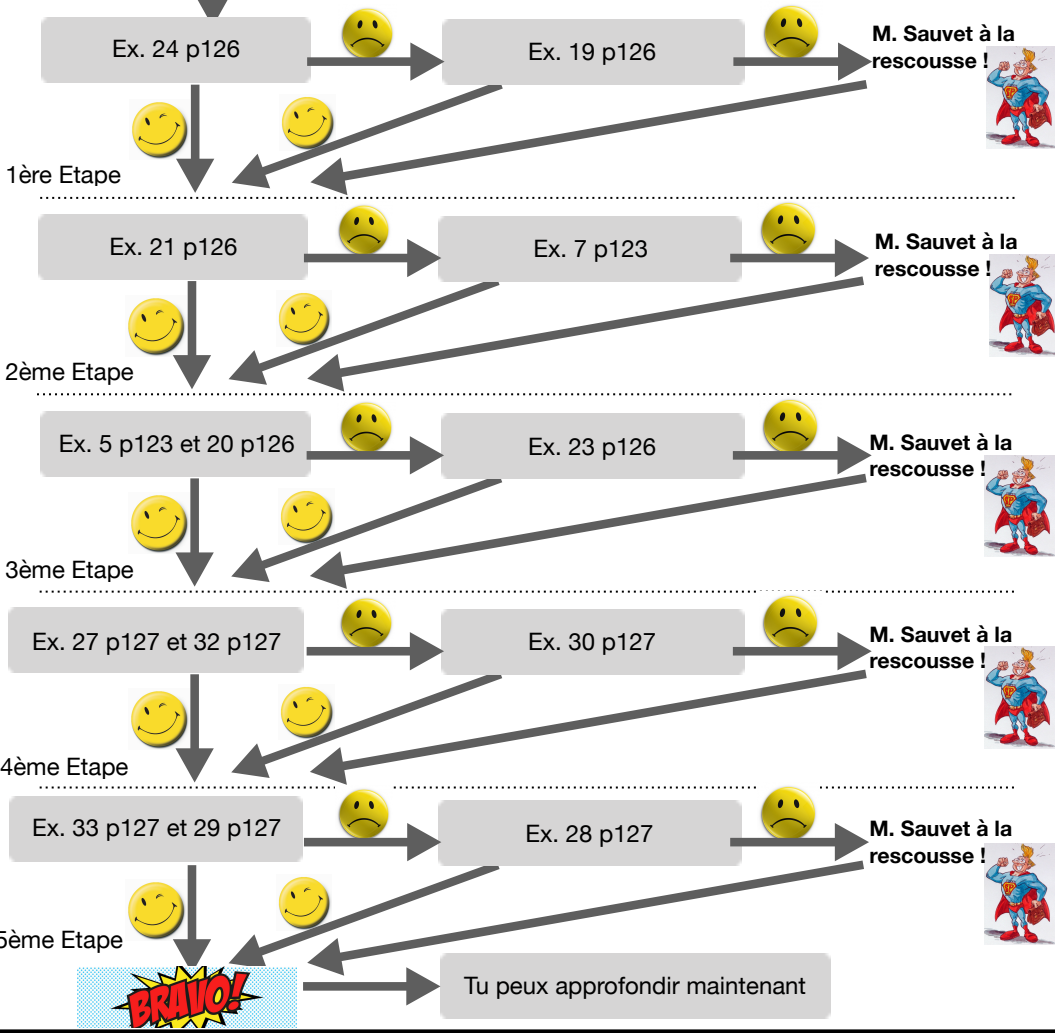 Ex. 24 p126
Ex. 19 p126
M. Sauvet à la
rescousse !
1ère Etape
Ex. 21 p126
Ex. 7 p123
M. Sauvet à la
rescousse !
2ème Etape
Ex. 5 p123 et 20 p126
Ex. 23 p126
M. Sauvet à la
rescousse !
3ème Etape
Ex. 27 p127 et 32 p127
Ex. 30 p127
M. Sauvet à la
rescousse !
4ème Etape
Ex. 33 p127 et 29 p127
Ex. 28 p127
M. Sauvet à la
rescousse !
5ème Etape
BRAVO!
Tu peux approfondir maintenant